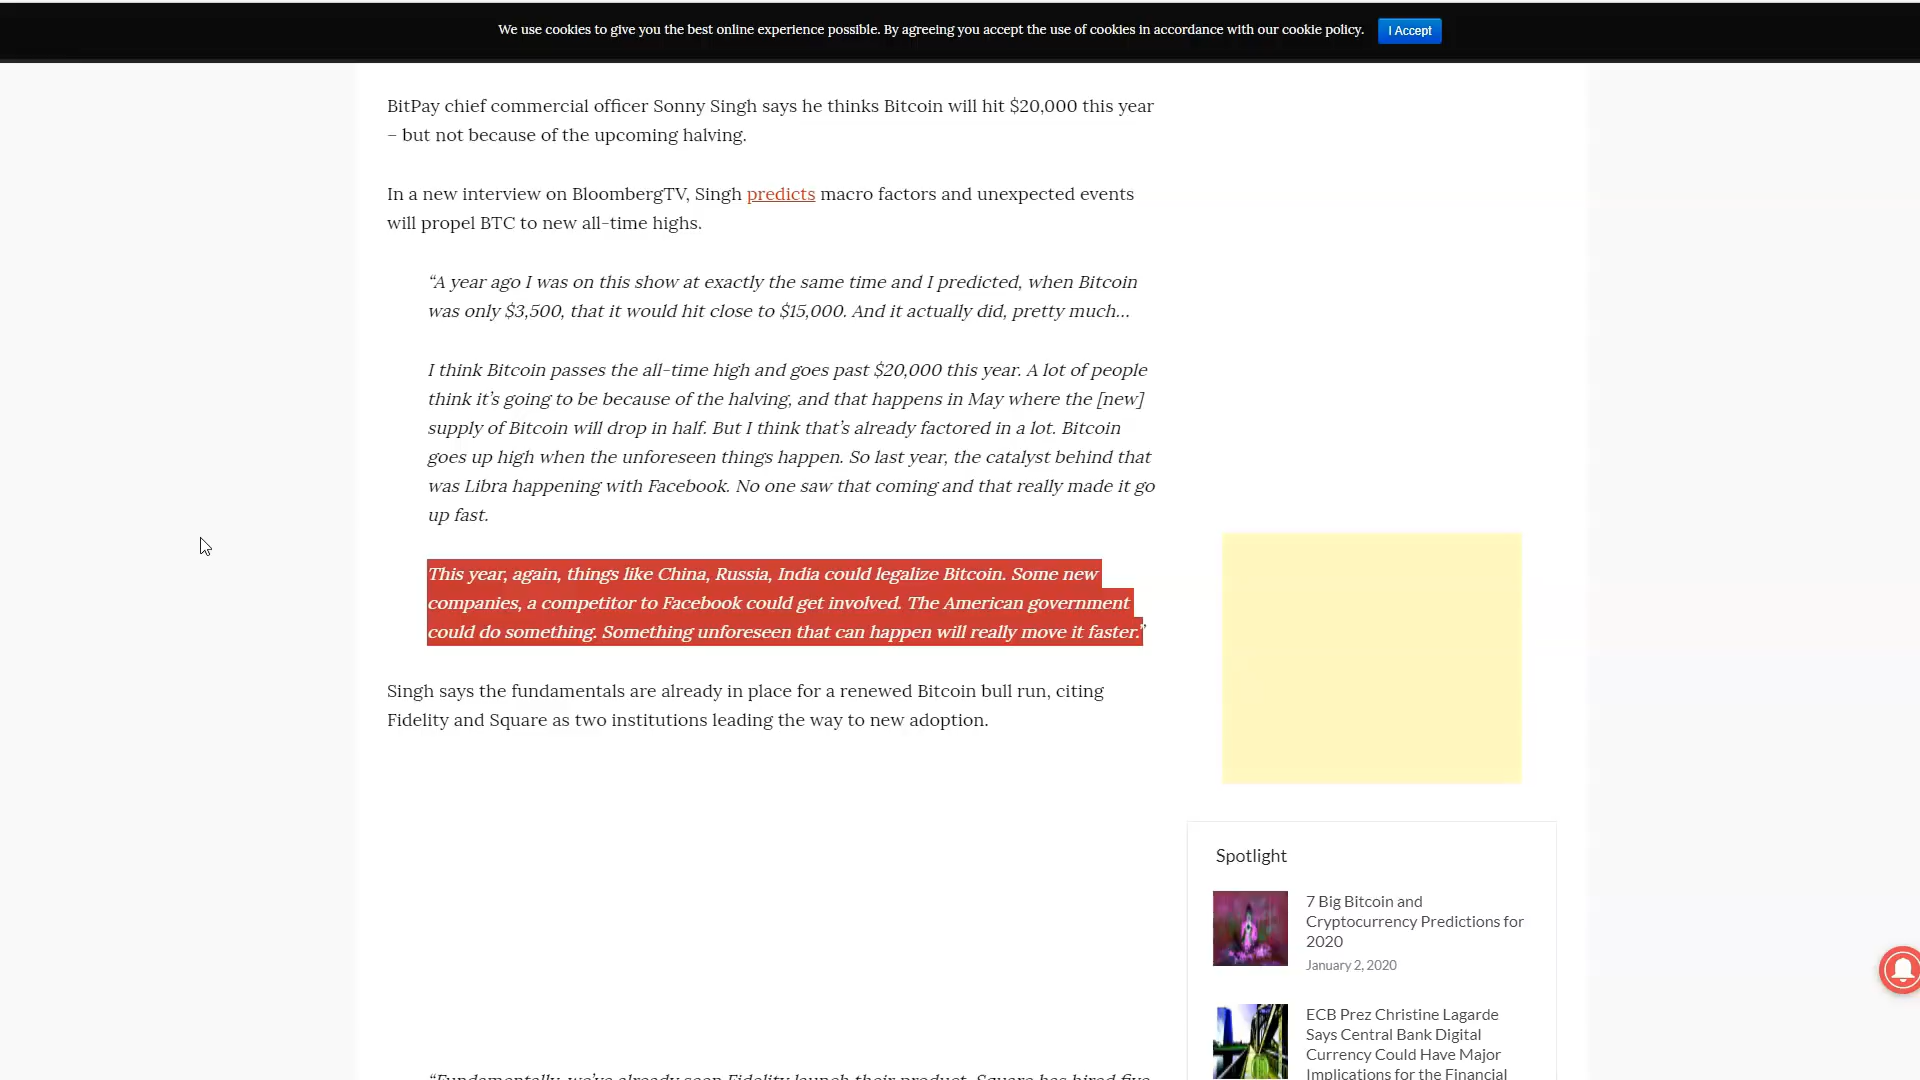 We use cookies to give you the best online experience possible. By agreeing you accept the use of cookies in accordance with our cookie policy. I Accept
BitPay chief commercial officer Sonny Singh says he thinks Bitcoin will hit $20,000 this year
– but not because of the upcoming halving.
In a new interview on BloombergTV, Singh predicts macro factors and unexpected events
will propel BTC to new all-time highs.
“A year ago I was on this show at exactly the same time and I predicted, when Bitcoin
was only $3,500, that it would hit close to $15,000. And it actually did, pretty much…
I think Bitcoin passes the all-time high and goes past $20,000 this year. A lot of people
think it’s going to be because of the halving, and that happens in May where the [new]
supply of Bitcoin will drop in half. But I think that’s already factored in a lot. Bitcoin
goes up high when the unforeseen things happen. So last year, the catalyst behind that
was Libra happening with Facebook. No one saw that coming and that really made it go
up fast.
This year, again, things like China, Russia, India could legalize Bitcoin. Some new
companies, a competitor to Facebook could get involved. The American government
could do something. Something unforeseen that can happen will really move it faster.”
Singh says the fundamentals are already in place for a renewed Bitcoin bull run, citing
Fidelity and Square as two institutions leading the way to new adoption.
“Fundamentally, we’ve already seen Fidelity launch their product. Square has hired five
Spotlight
7 Big Bitcoin and
Cryptocurrency Predictions for
2020
January 2, 2020
ECB Prez Christine Lagarde
Says Central Bank Digital
Currency Could Have Major
Implications for the Financial